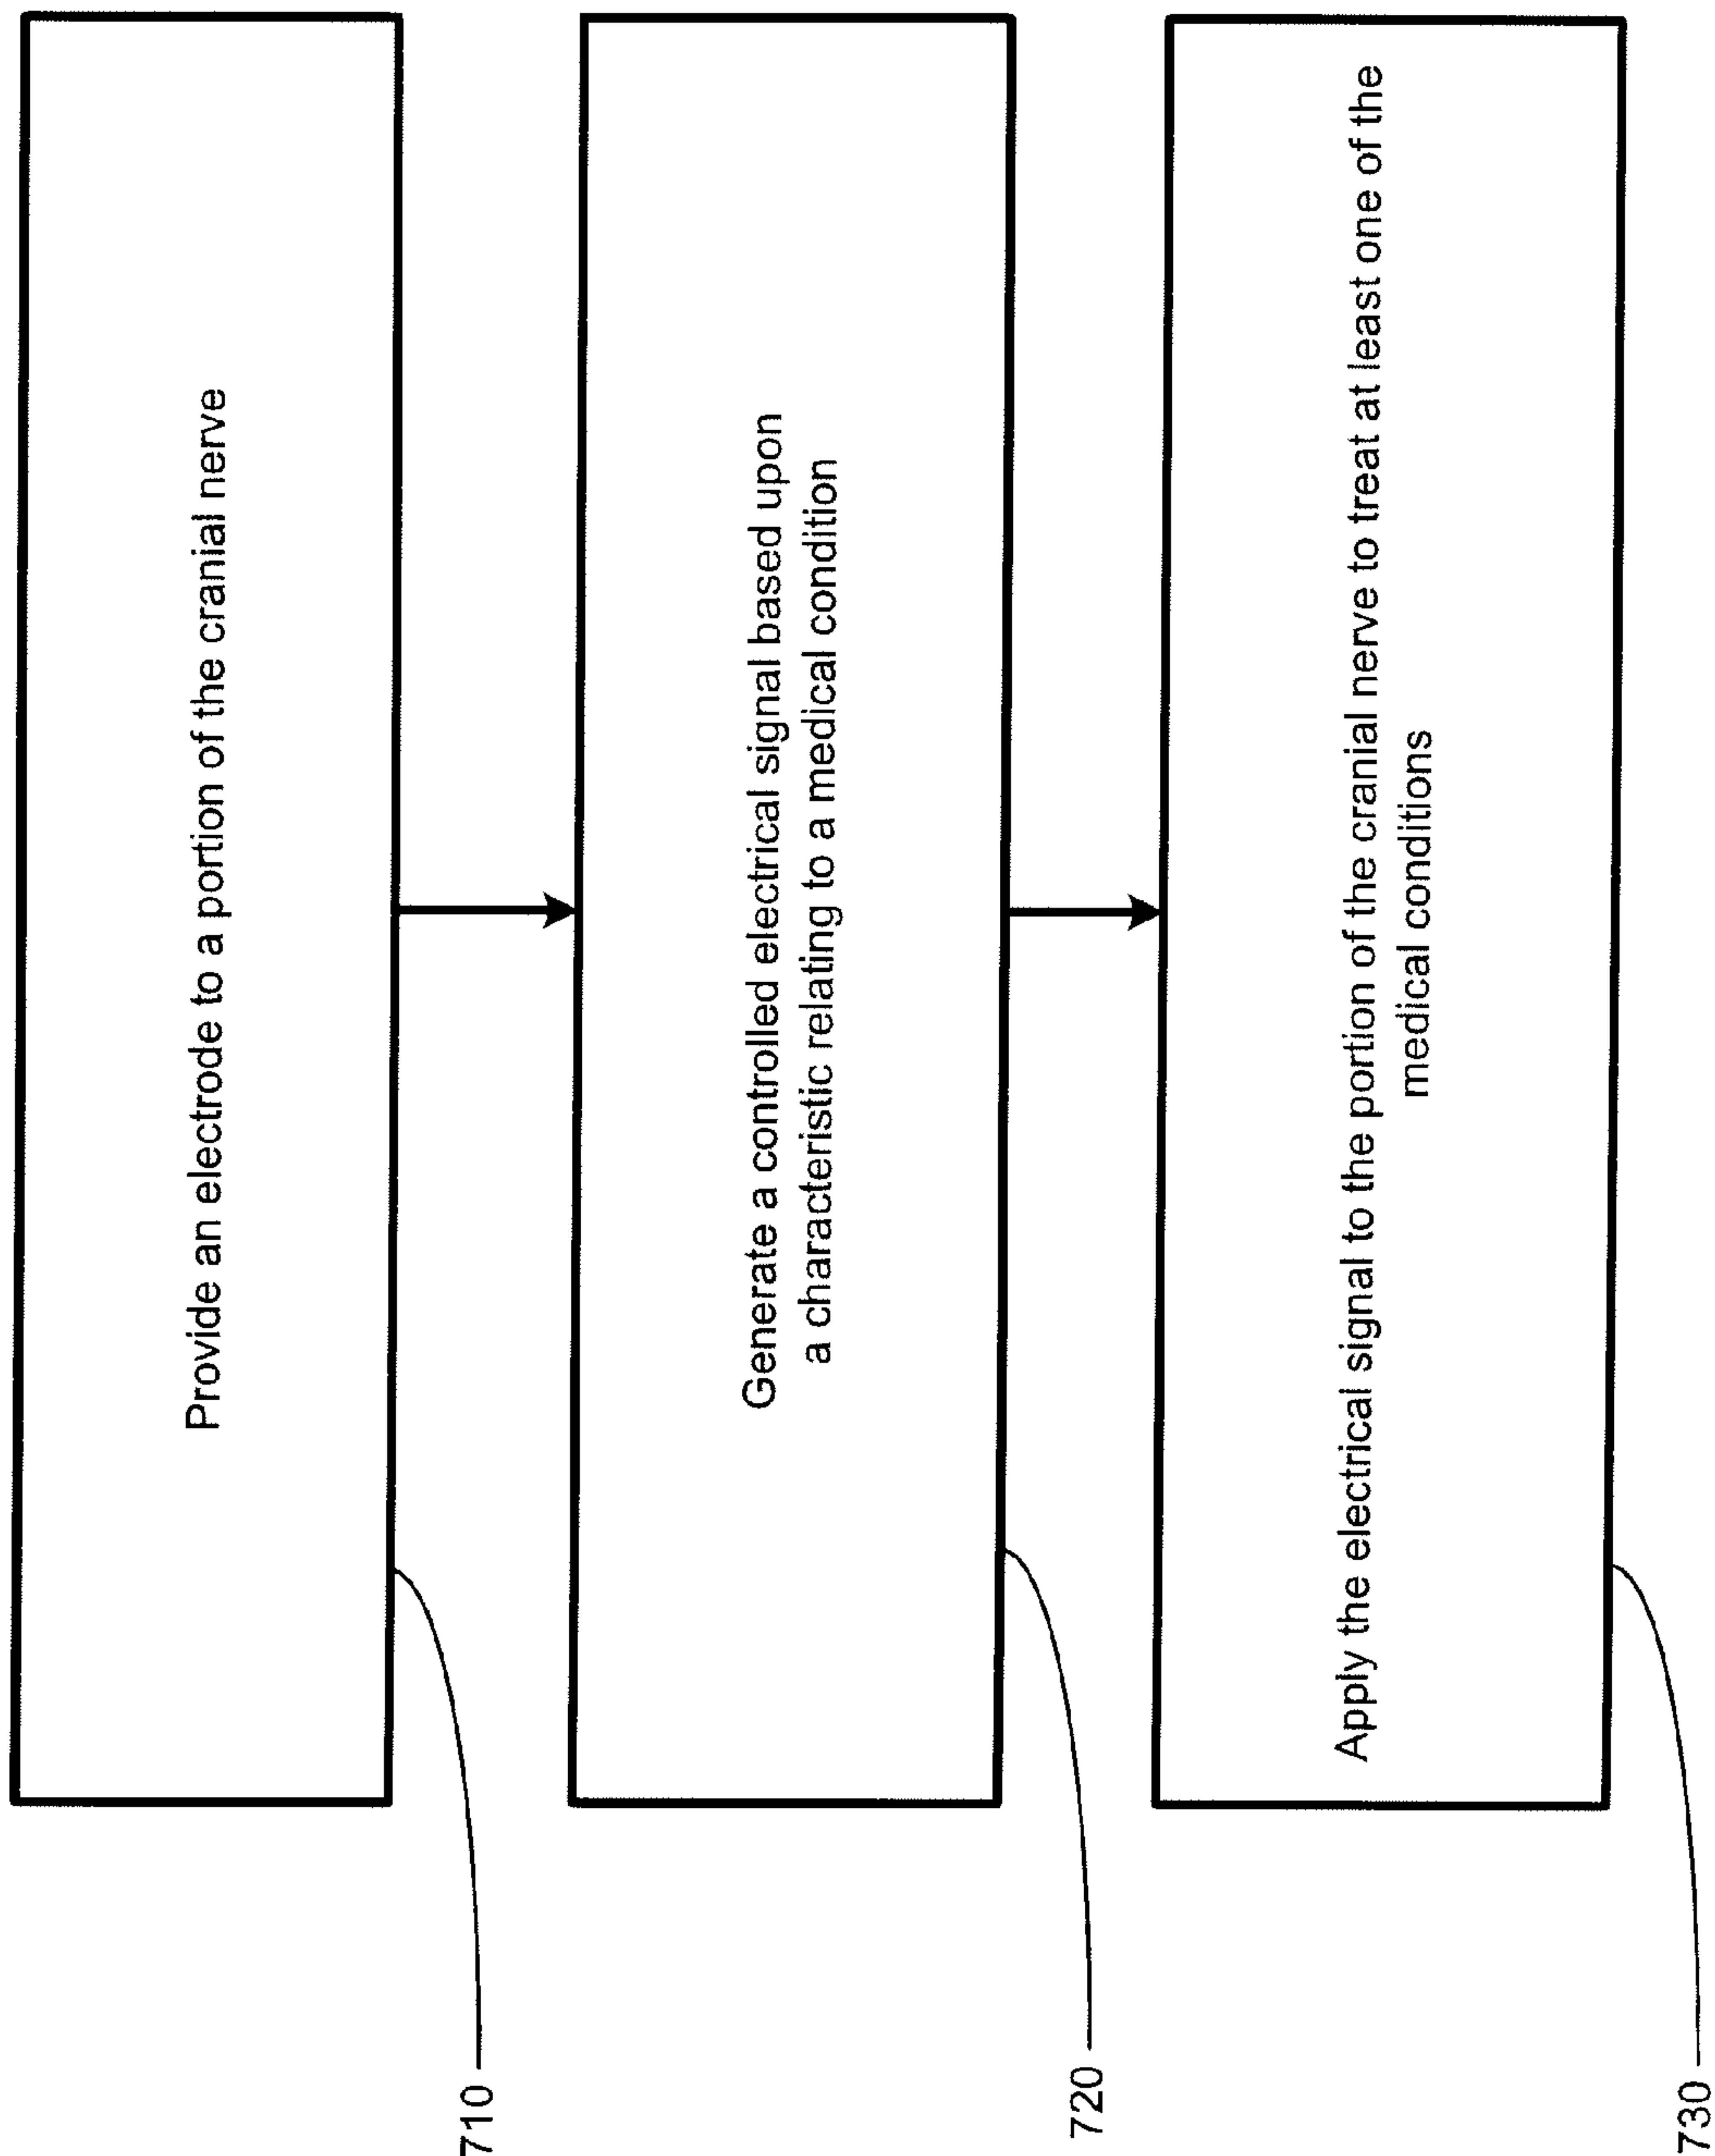 Provide an electrode to a portion of the cranial nerve
710
Generate a controlled electrical signal based upon
a characteristic relating to a medical condition
720
Apply the electrical signal to the portion of the cranial nerve to treat at least one of the
medical conditions
730